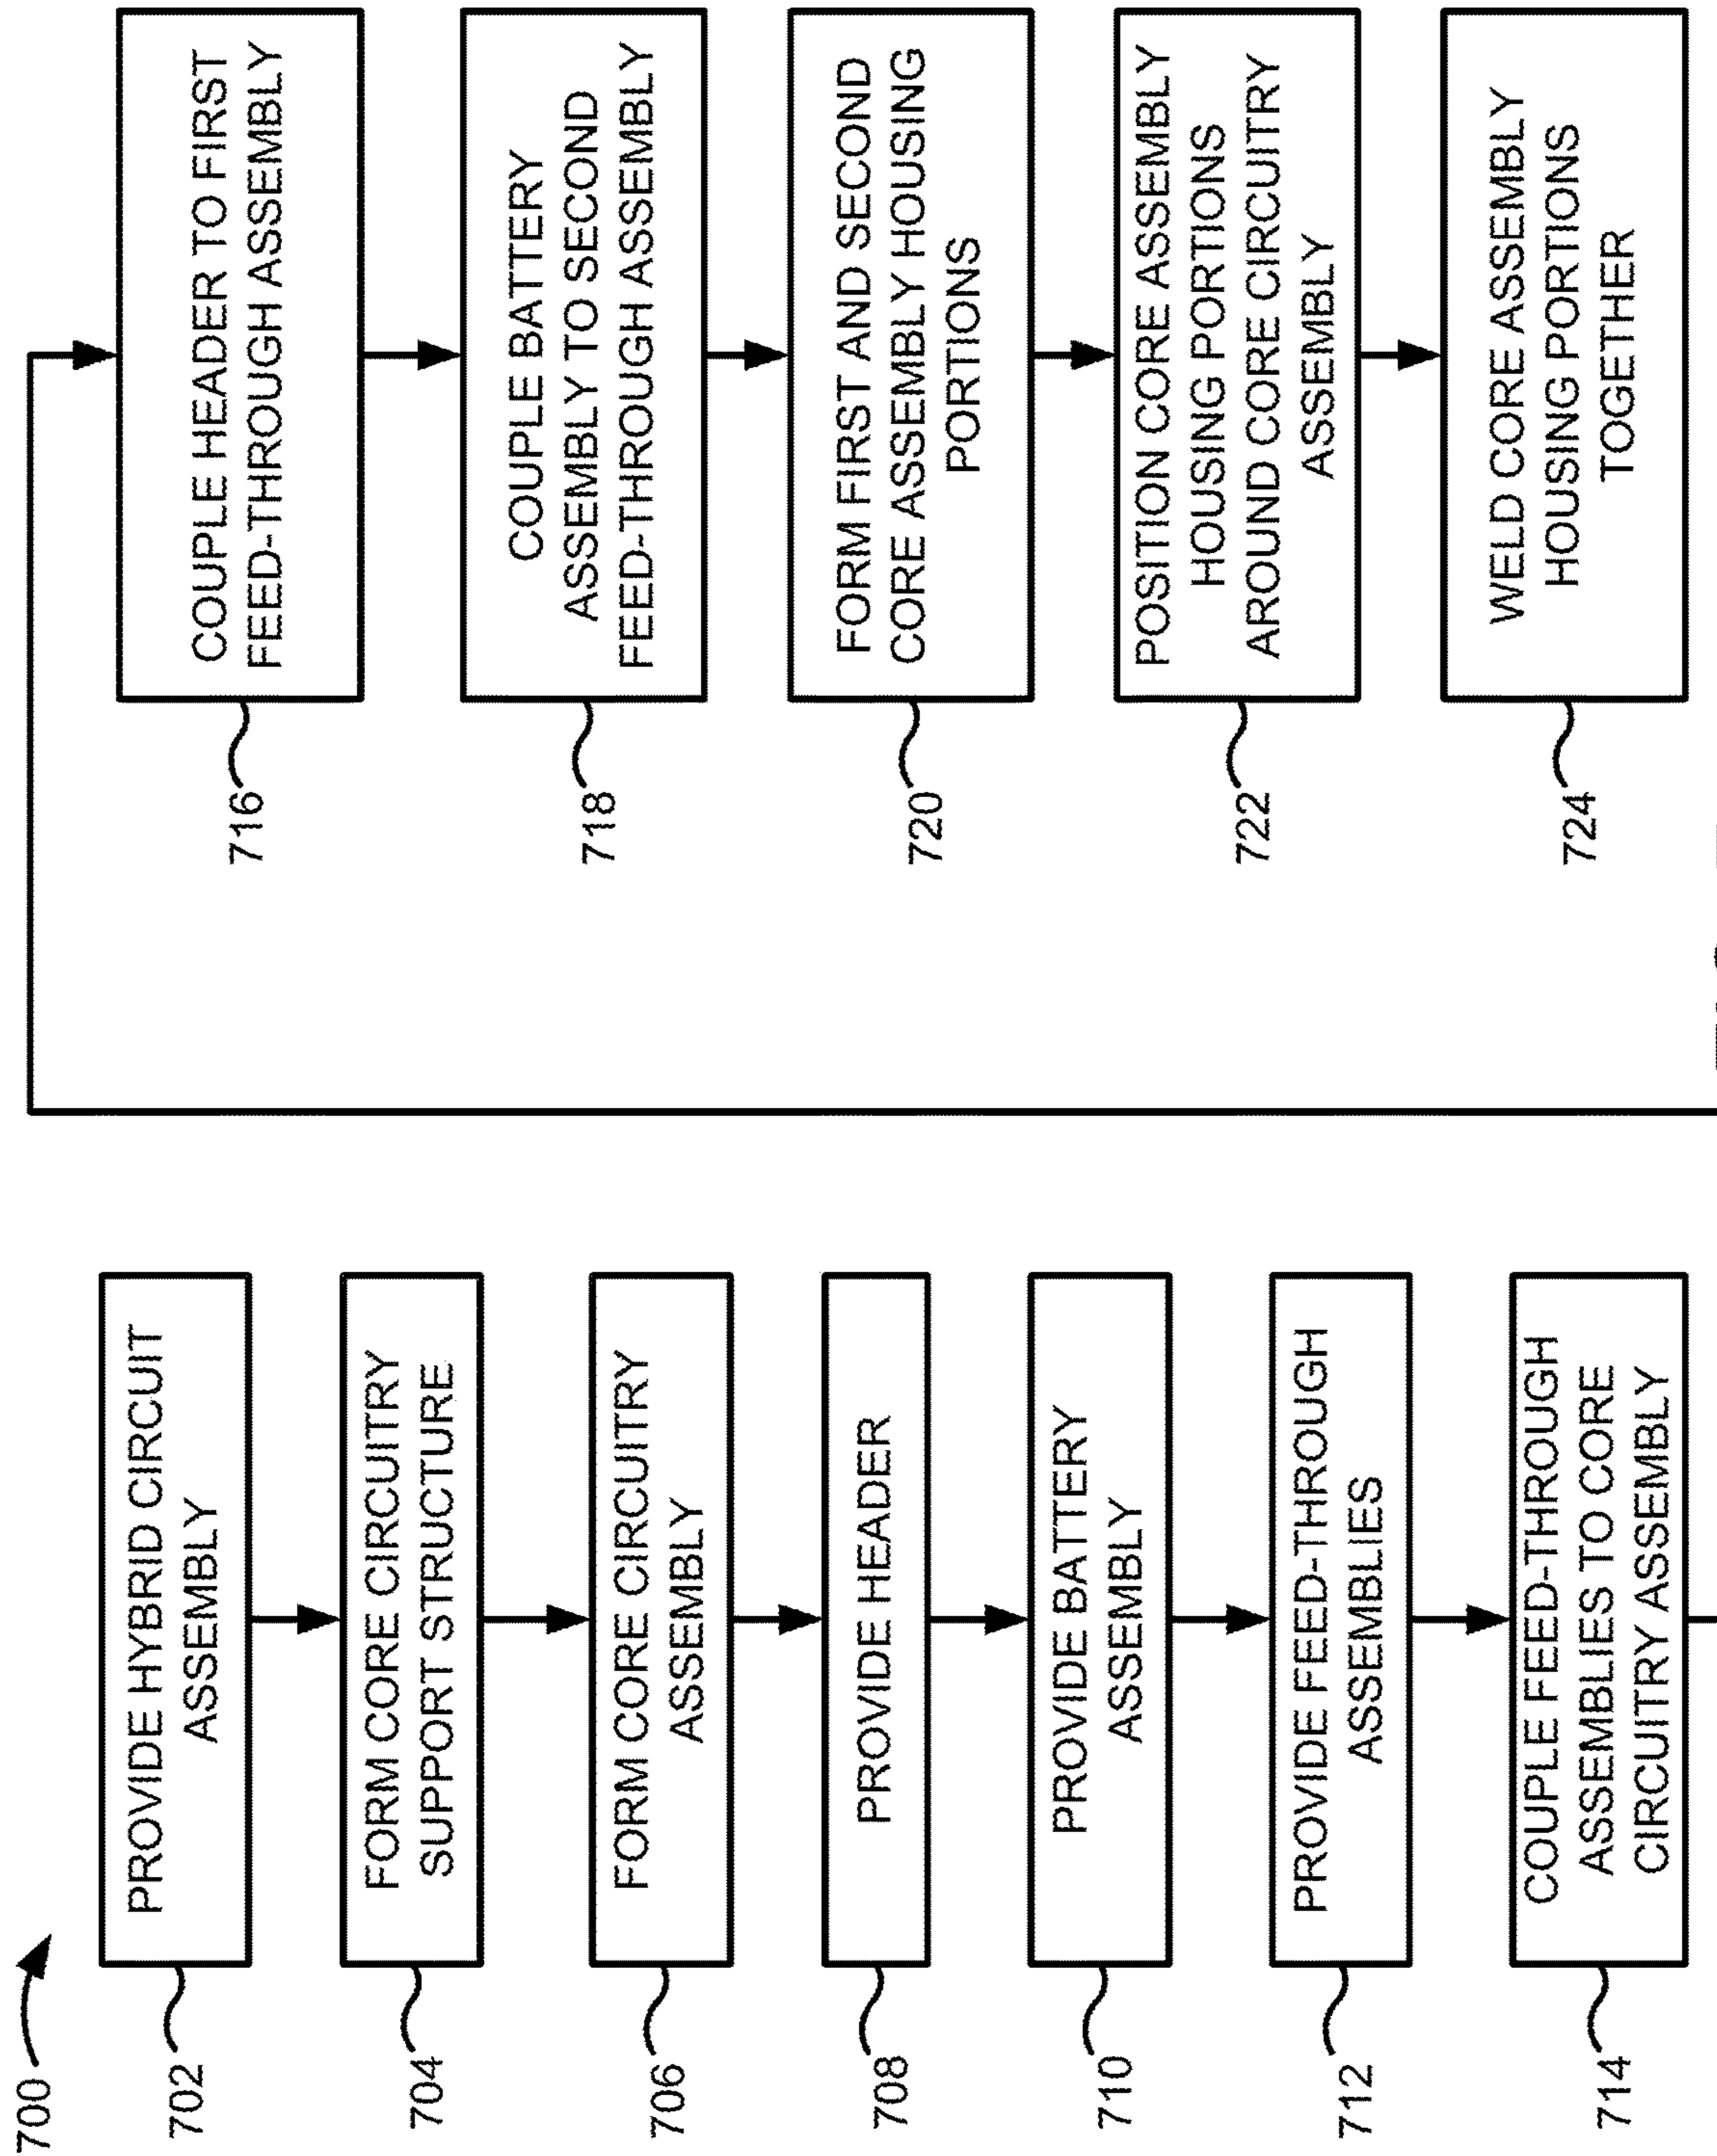 700
702
PROVIDE HYBRID CIRCUIT
ASSEMBLY
704
FORM CORE CIRCUITRY
SUPPORT STRUCTURE
706
FORM CORE CIRCUITRY
ASSEMBLY
708
PROVIDE HEADER
710
PROVIDE BATTERY
ASSEMBLY
712
PROVIDE FEED-THROUGH
ASSEMBLIES
714
COUPLE FEED-THROUGH
ASSEMBLIES TO CORE
CIRCUITRY ASSEMBLY
716
COUPLE HEADER TO FIRST
FEED-THROUGH ASSEMBLY
718
COUPLE BATTERY
ASSEMBLY TO SECOND
FEED-THROUGH ASSEMBLY
720
FORM FIRST AND SECOND
CORE ASSEMBLY HOUSING
PORTIONS
722
POSITION CORE ASSEMBLY
HOUSING PORTIONS
AROUND CORE CIRCUITRY
ASSEMBLY
724
WELD CORE ASSEMBLY
HOUSING PORTIONS
TOGETHER